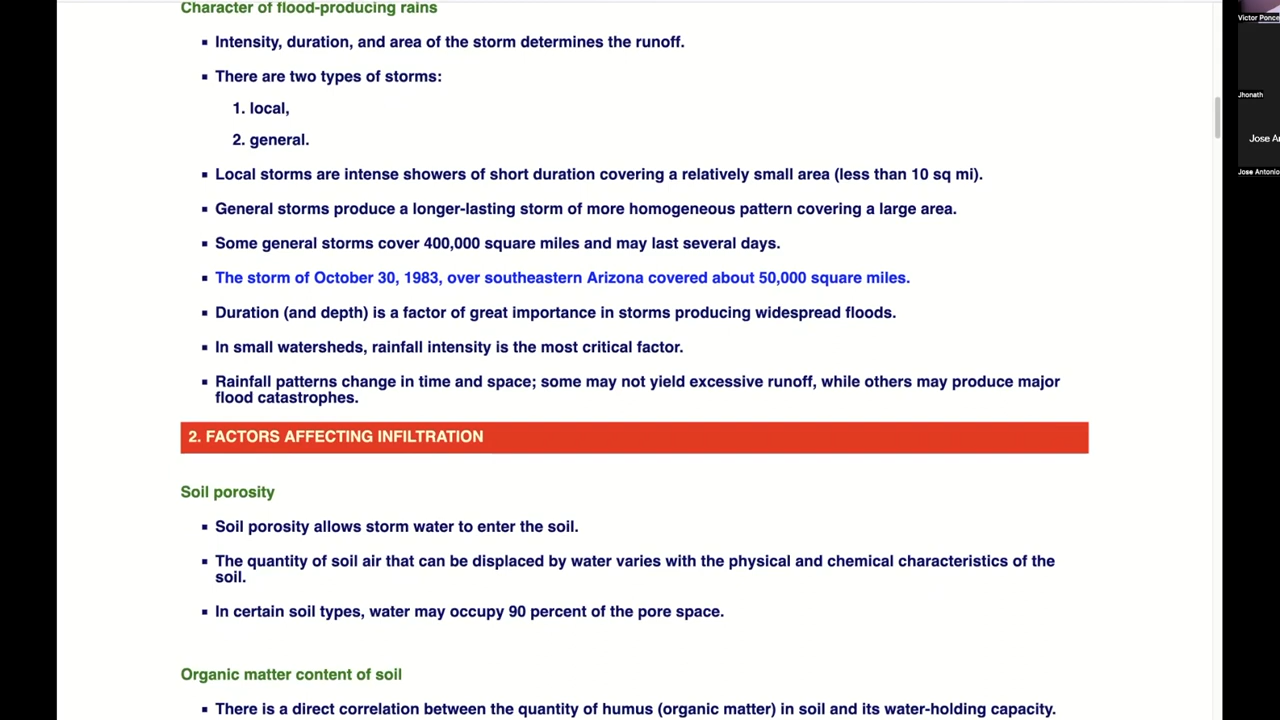 Character of flood-producing rains
▪ Intensity, duration, and area of the storm determines the runoff.
▪ There are two types of storms:
1. local,
2. general.
▪ Local storms are intense showers of short duration covering a relatively small area (less than 10 sq mi).
▪ General storms produce a longer-lasting storm of more homogeneous pattern covering a large area.
▪ Some general storms cover 400,000 square miles and may last several days.
▪ The storm of October 30, 1983, over southeastern Arizona covered about 50,000 square miles.
▪ Duration (and depth) is a factor of great importance in storms producing widespread floods.
▪ In small watersheds, rainfall intensity is the most critical factor.
▪ Rainfall patterns change in time and space; some may not yield excessive runoff, while others may produce major
flood catastrophes.
2. FACTORS AFFECTING INFILTRATION
Soil porosity
▪ Soil porosity allows storm water to enter the soil.
▪ The quantity of soil air that can be displaced by water varies with the physical and chemical characteristics of the
soil.
▪ In certain soil types, water may occupy 90 percent of the pore space.
Organic matter content of soil
▪ There is a direct correlation between the quantity of humus (organic matter) in soil and its water-holding capacity.
Victor Ponce
Jhonath
Jose A
Jose Antonio